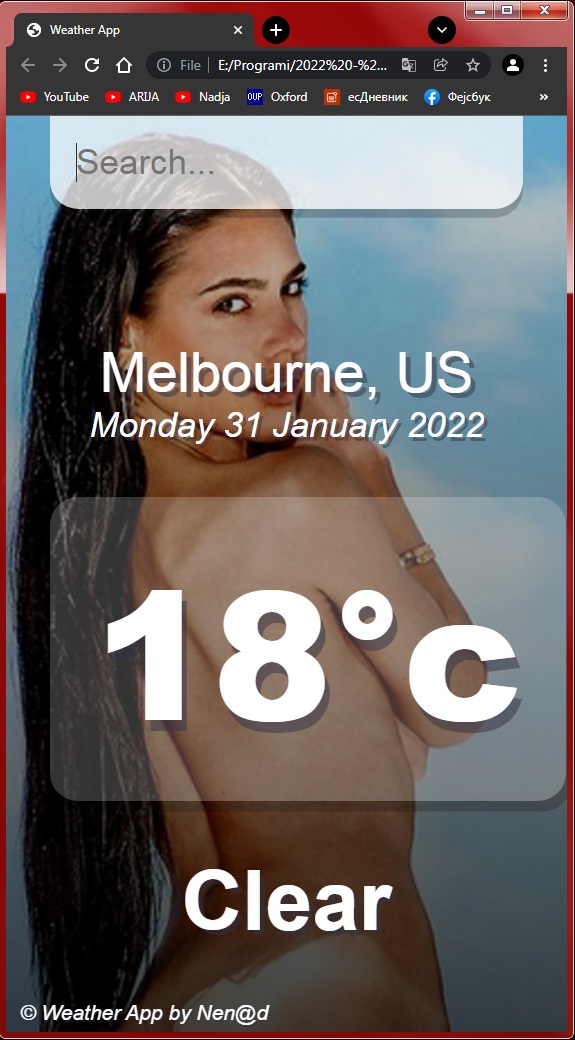 Weather App
File E:/Programi/2022%20-%2...
YouTube ARIJA Nadja OUP Oxford есДневник Фејсбук »
Search...
Melbourne, US
Monday 31 January 2022
18°c
Clear
© Weather App by Nen@d